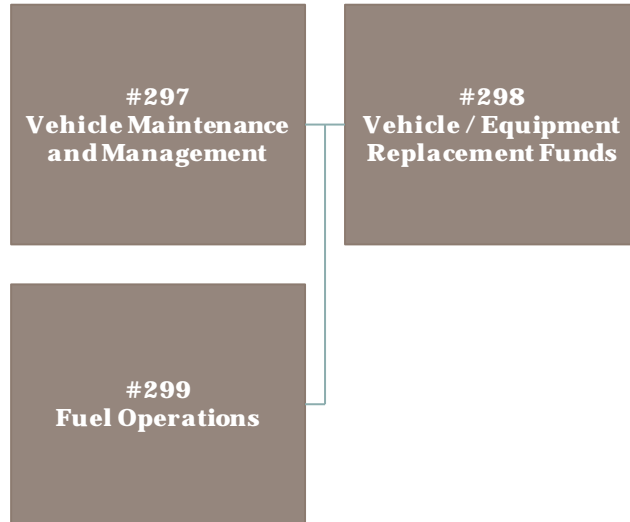 #297
Vehicle Maintenance
and Management
#298
Vehicle / Equipment
Replacement Funds
#299
Fuel Operations